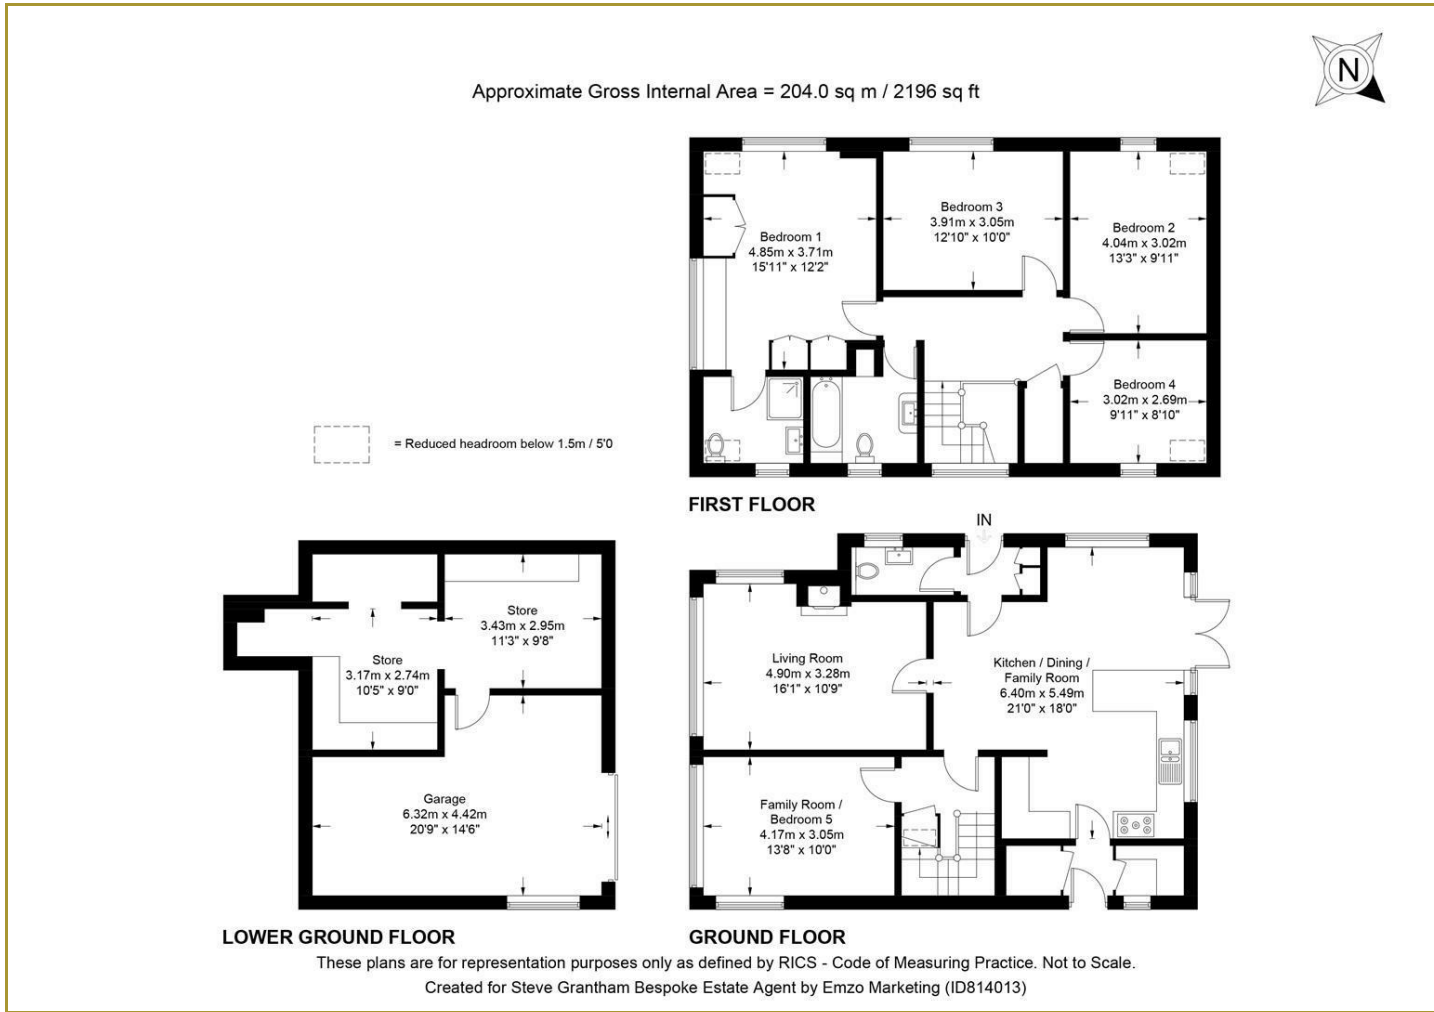 N
Approximate Gross Internal Area = 204.0 sq m / 2196 sq ft
Bedroom 1
4.85m x 3.71m
15'11" x 12'2"
Bedroom 3
3.91m x 3.05m
12'10" x 10'0"
Bedroom 2
4.04m x 3.02m
13'3" x 9'11"
Bedroom 4
3.02m x 2.69m
9'11" x 8'10"
= Reduced headroom below 1.5m / 5'0
FIRST FLOOR
IN
Store
3.43m x 2.95m
11'3" x 9'8"
Store
3.17m x 2.74m
10'5" x 9'0"
Garage
6.32m x 4.42m
20'9" x 14'6"
LOWER GROUND FLOOR
Living Room
4.90m x 3.28m
16'1" x 10'9"
Kitchen / Dining /
Family Room
6.40m x 5.49m
21'0" x 18'0"
Family Room /
Bedroom 5
4.17m x 3.05m
13'8" x 10'0"
GROUND FLOOR
These plans are for representation purposes only as defined by RICS - Code of Measuring Practice. Not to Scale.
Created for Steve Grantham Bespoke Estate Agent by Emzo Marketing (ID814013)